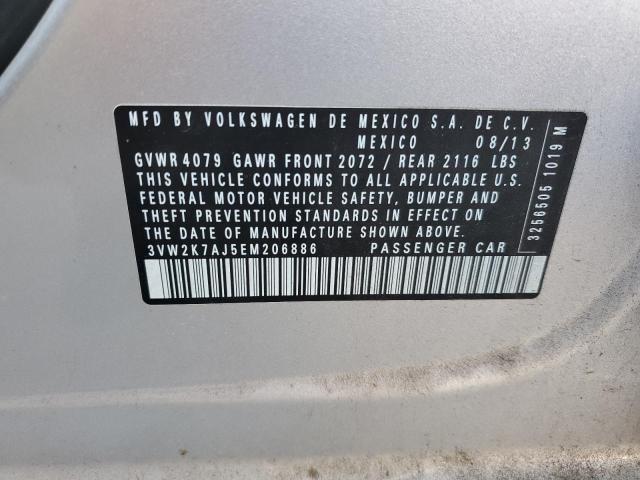 MFD BY VOLKSWAGEN DE MEXICO S.A. DE C.V.
MEXICO 08/13
GVWR 4079 GAWR FRONT 2072 / REAR 2116 LBS
THIS VEHICLE CONFORMS TO ALL APPLICABLE U.S.
FEDERAL MOTOR VEHICLE SAFETY, BUMPER AND
THEFT PREVENTION STANDARDS IN EFFECT ON
THE DATE OF MANUFACTURE SHOWN ABOVE.
3VW2K7AJ5EM206886 PASSENGER CAR
3256505 1019 M